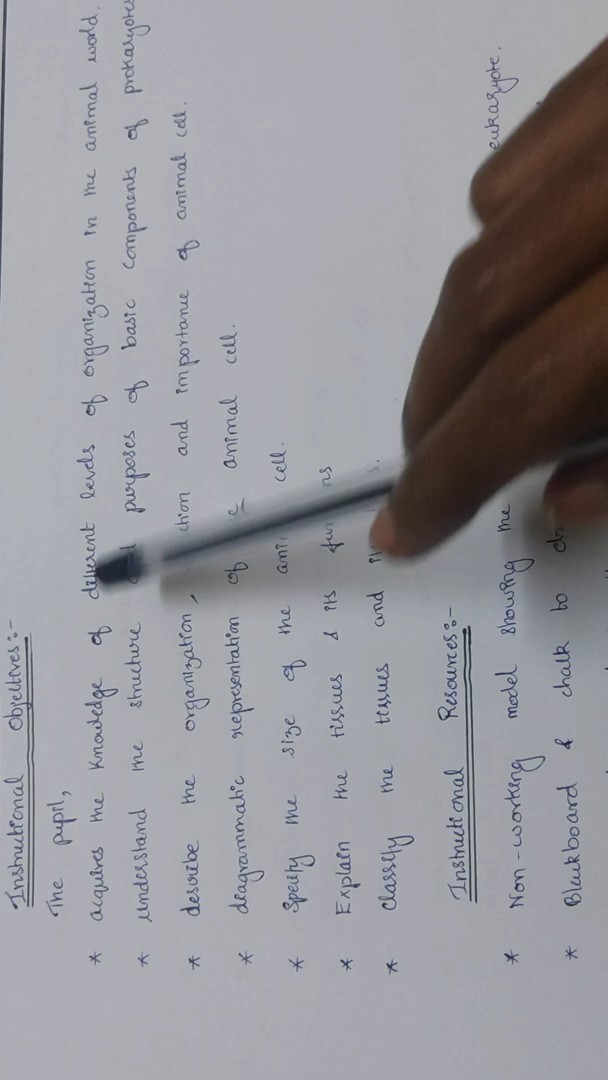 Instructional Objectives:-
The pupil,
* acquires the knowledge of different levels of organization in the animal world.
* understand the structure purposes of basic components of prokaryotes
* describe the organization, and importance of animal cell.
* diagrammatic representation of animal cell.
* Specify the size of the cell.
* Explain the tissues & its
* Classify the tissues and
Instructional Resources:-
* Non-working model showing the eukaryote.
* Blackboard & chalk to